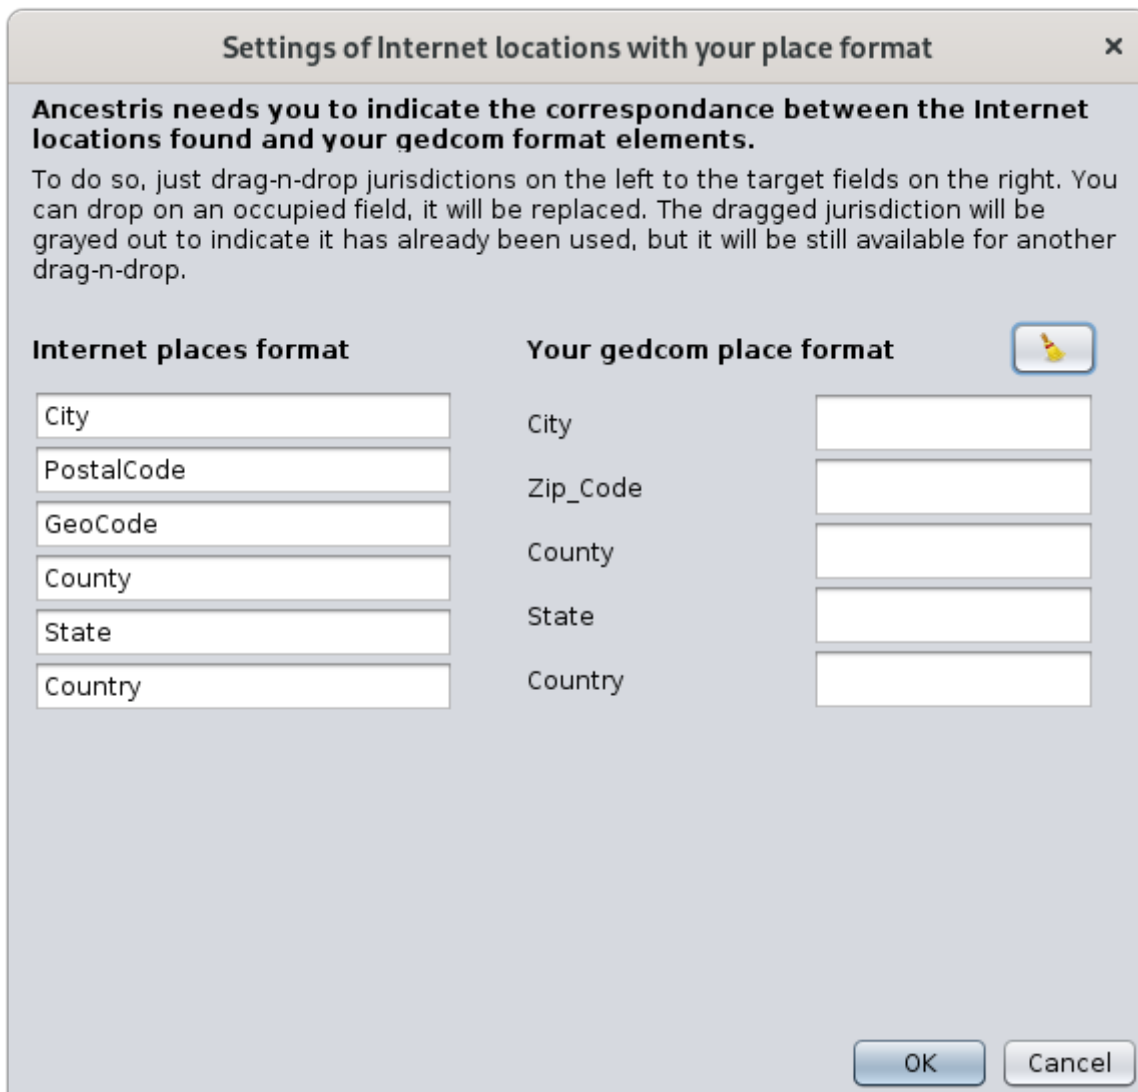 Settings of Internet locations with your place format
Ancestris needs you to indicate the correspondance between the Internet
locations found and your gedcom format elements.
To do so, just drag-n-drop jurisdictions on the left to the target fields on the right. You
can drop on an occupied field, it will be replaced. The dragged jurisdiction will be
grayed out to indicate it has already been used, but it will be still available for another
drag-n-drop.
Internet places format
City
PostalCode
GeoCode
County
State
Country
Your gedcom place format
City
Zip_Code
County
State
Country
OK
Cancel